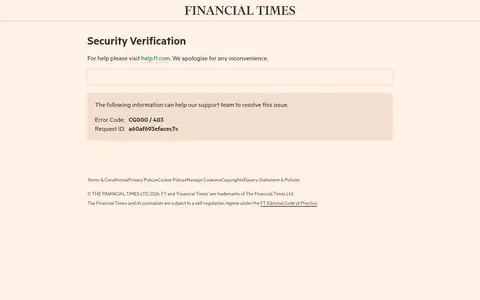 FINANCIAL TIMES
Security Verification
For help please visit help.ft.com. We apologise for any inconvenience.
The following information can help our support team to resolve this issue.
Error Code: CG000 / 403
Request ID: a60af693efacec7c
Terms & Conditions•Privacy Policy•Cookie Policy•Manage Cookies•Copyright•Slavery Statement & Policies
© THE FINANCIAL TIMES LTD 2026. FT and 'Financial Times' are trademarks of The Financial Times Ltd.
The Financial Times and its journalism are subject to a self-regulation regime under the FT Editorial Code of Practice.